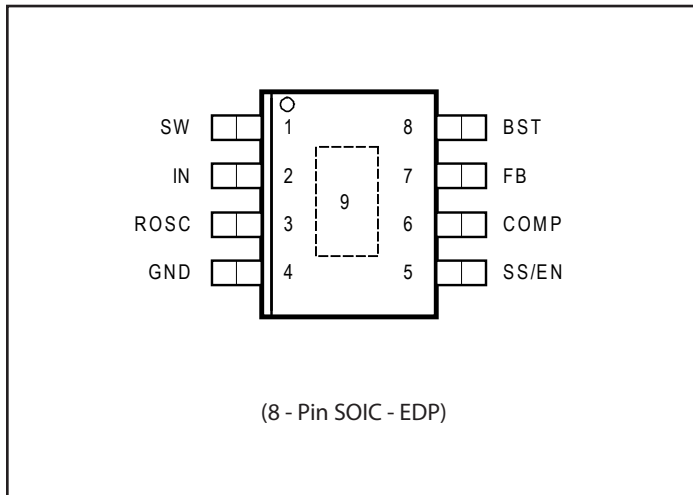 SW 1 8 BST
IN 2 7 FB
9
ROSC 3 6 COMP
GND 4 5 SS/EN
(8 - Pin SOIC - EDP)